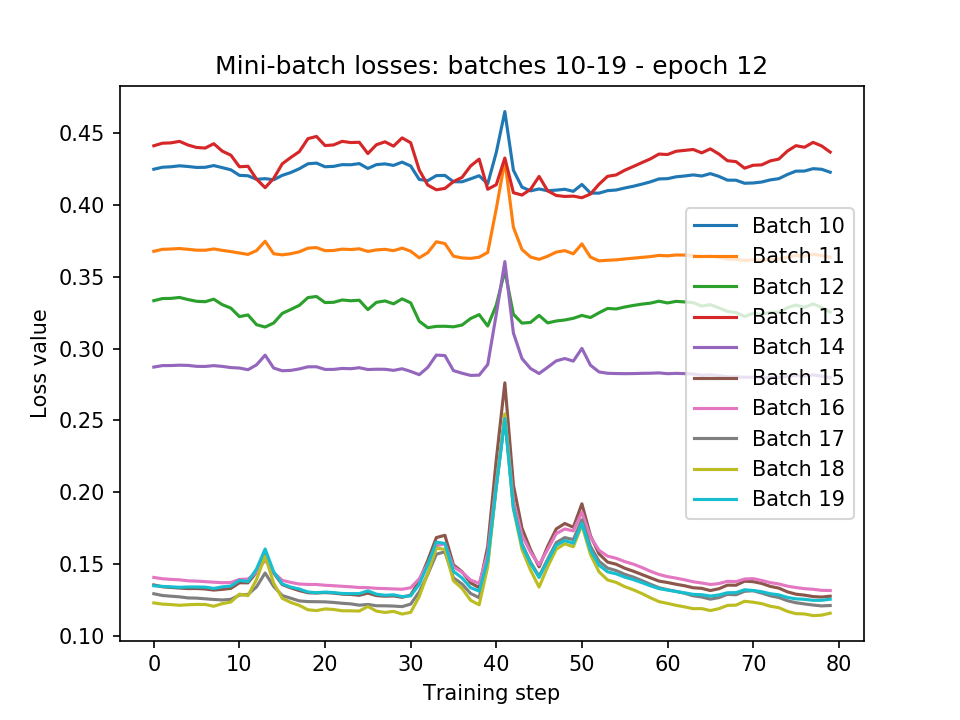 Mini-batch losses: batches 10-19 - epoch 12
Loss value
0.45
0.40
0.35
0.30
0.25
0.20
0.15
0.10
Batch 10
Batch 11
Batch 12
Batch 13
Batch 14
Batch 15
Batch 16
Batch 17
Batch 18
Batch 19
0 10 20 30 40 50 60 70 80
Training step